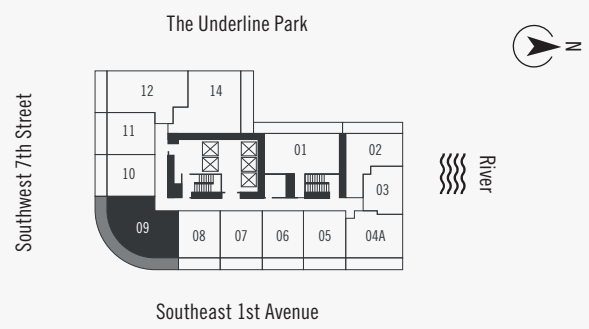 The Underline Park
N
Southwest 7th Street
12
14
11
01
02
10
03
River
09
08
07
06
05
04A
Southeast 1st Avenue